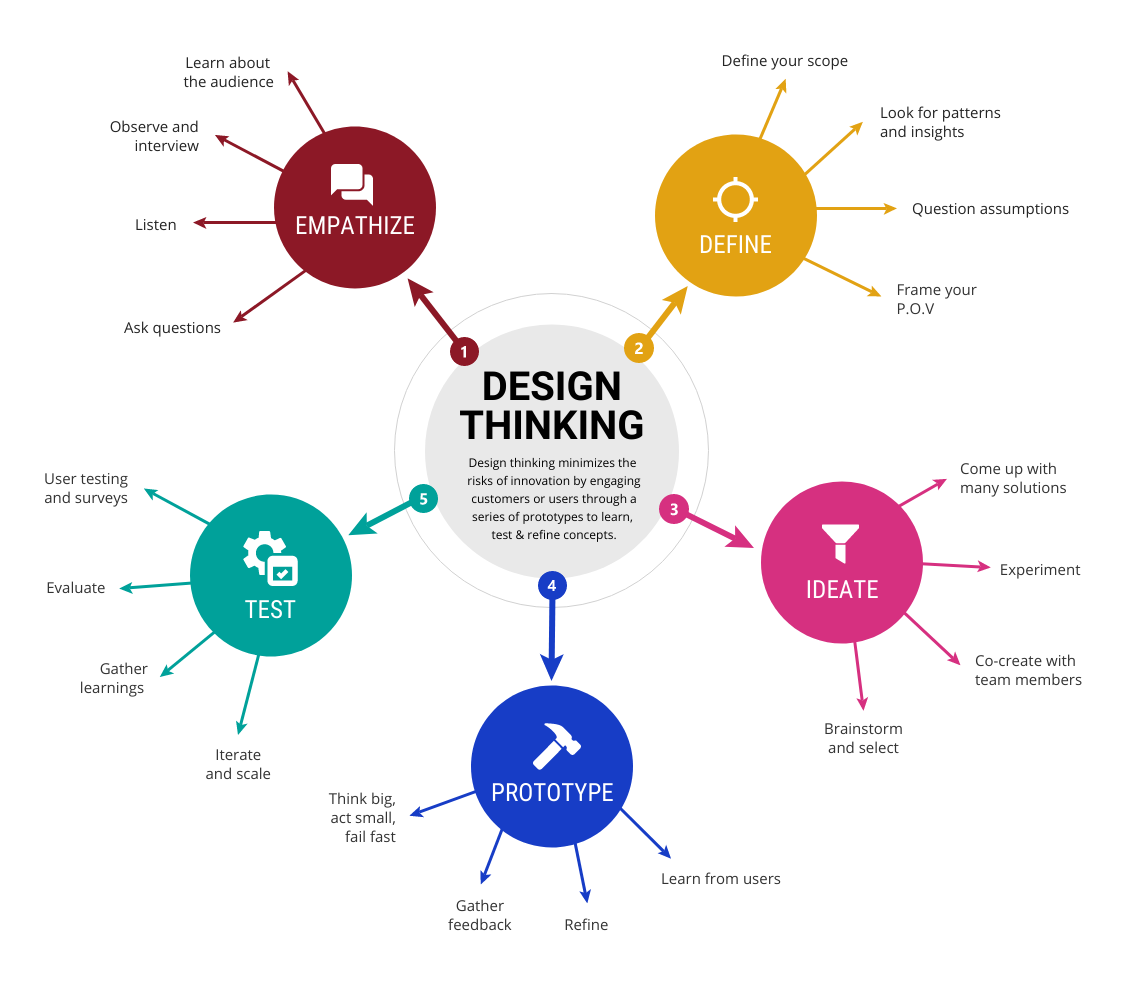 DESIGN
THINKING
Design thinking minimizes the
risks of innovation by engaging
customers or users through a
series of prototypes to learn,
test & refine concepts.
1
EMPATHIZE
Learn about
the audience
Observe and
interview
Listen
Ask questions
2
DEFINE
Define your scope
Look for patterns
and insights
Question assumptions
Frame your
P.O.V
3
IDEATE
Come up with
many solutions
Experiment
Co-create with
team members
Brainstorm
and select
4
PROTOTYPE
Learn from users
Refine
Gather
feedback
Think big,
act small,
fail fast
5
TEST
User testing
and surveys
Evaluate
Gather
learnings
Iterate
and scale